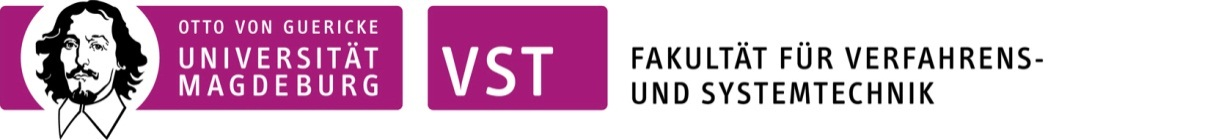 OTTO VON GUERICKE
UNIVERSITÄT
MAGDEBURG
VST
FAKULTÄT FÜR VERFAHRENS-
UND SYSTEMTECHNIK